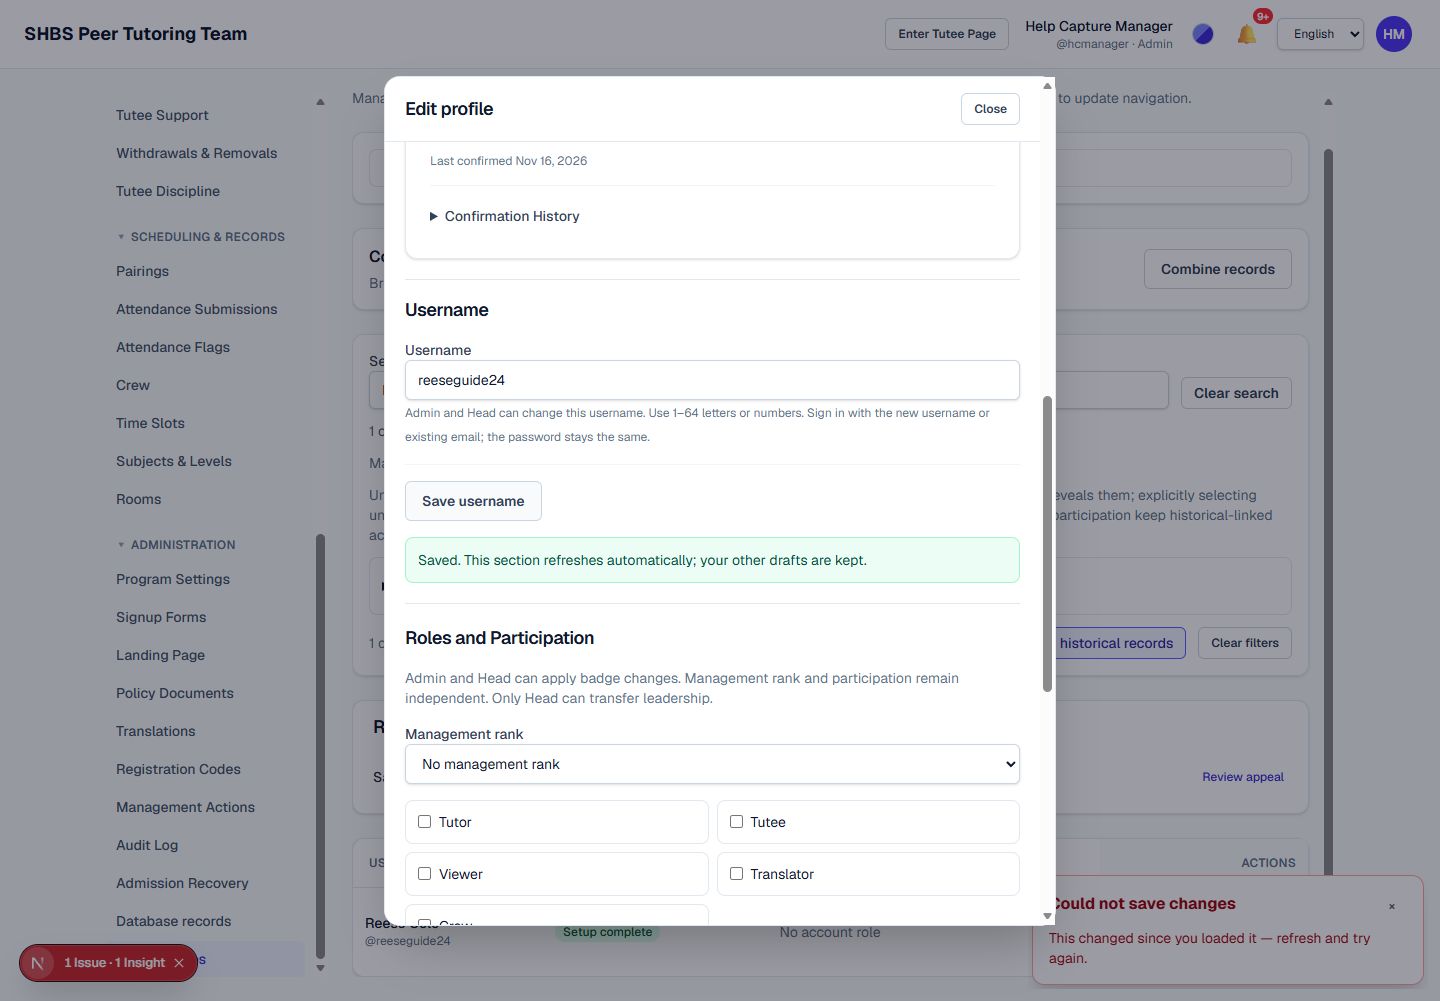 SHBS Peer Tutoring Team
Enter Tutee Page
Help Capture Manager
@hcmanager · Admin
9+
English
HM
Tutee Support
Withdrawals & Removals
Tutee Discipline
▼ SCHEDULING & RECORDS
Pairings
Attendance Submissions
Attendance Flags
Crew
Time Slots
Subjects & Levels
Rooms
▼ ADMINISTRATION
Program Settings
Signup Forms
Landing Page
Policy Documents
Translations
Registration Codes
Management Actions
Audit Log
Admission Recovery
Database records
N 1 Issue · 1 Insight ×
to update navigation.
Combine records
Clear search
eveals them; explicitly selecting
participation keep historical-linked
historical records
Clear filters
Review appeal
ACTIONS
@reeseguide24
Setup complete
No account role
Edit profile
Close
Last confirmed Nov 16, 2026
▶ Confirmation History
Username
Username
reeseguide24
Admin and Head can change this username. Use 1–64 letters or numbers. Sign in with the new username or
existing email; the password stays the same.
Save username
Saved. This section refreshes automatically; your other drafts are kept.
Roles and Participation
Admin and Head can apply badge changes. Management rank and participation remain
independent. Only Head can transfer leadership.
Management rank
No management rank
Tutor
Tutee
Viewer
Translator
Crew
Could not save changes
×
This changed since you loaded it — refresh and try
again.